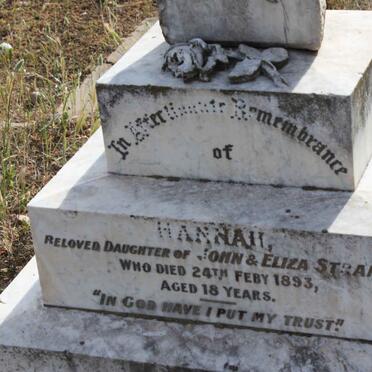 In Affectionate Remembrance
of
HANNAH,
BELOVED DAUGHTER OF JOHN & ELIZA
WHO DIED 24TH FEBY 1893,
AGED 18 YEARS.
"IN GOD HAVE I PUT MY TRUST."